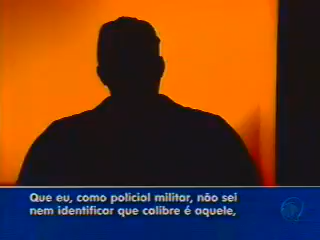 Que eu, como policial militar, não sei
nem identificar que calibre é aquele,